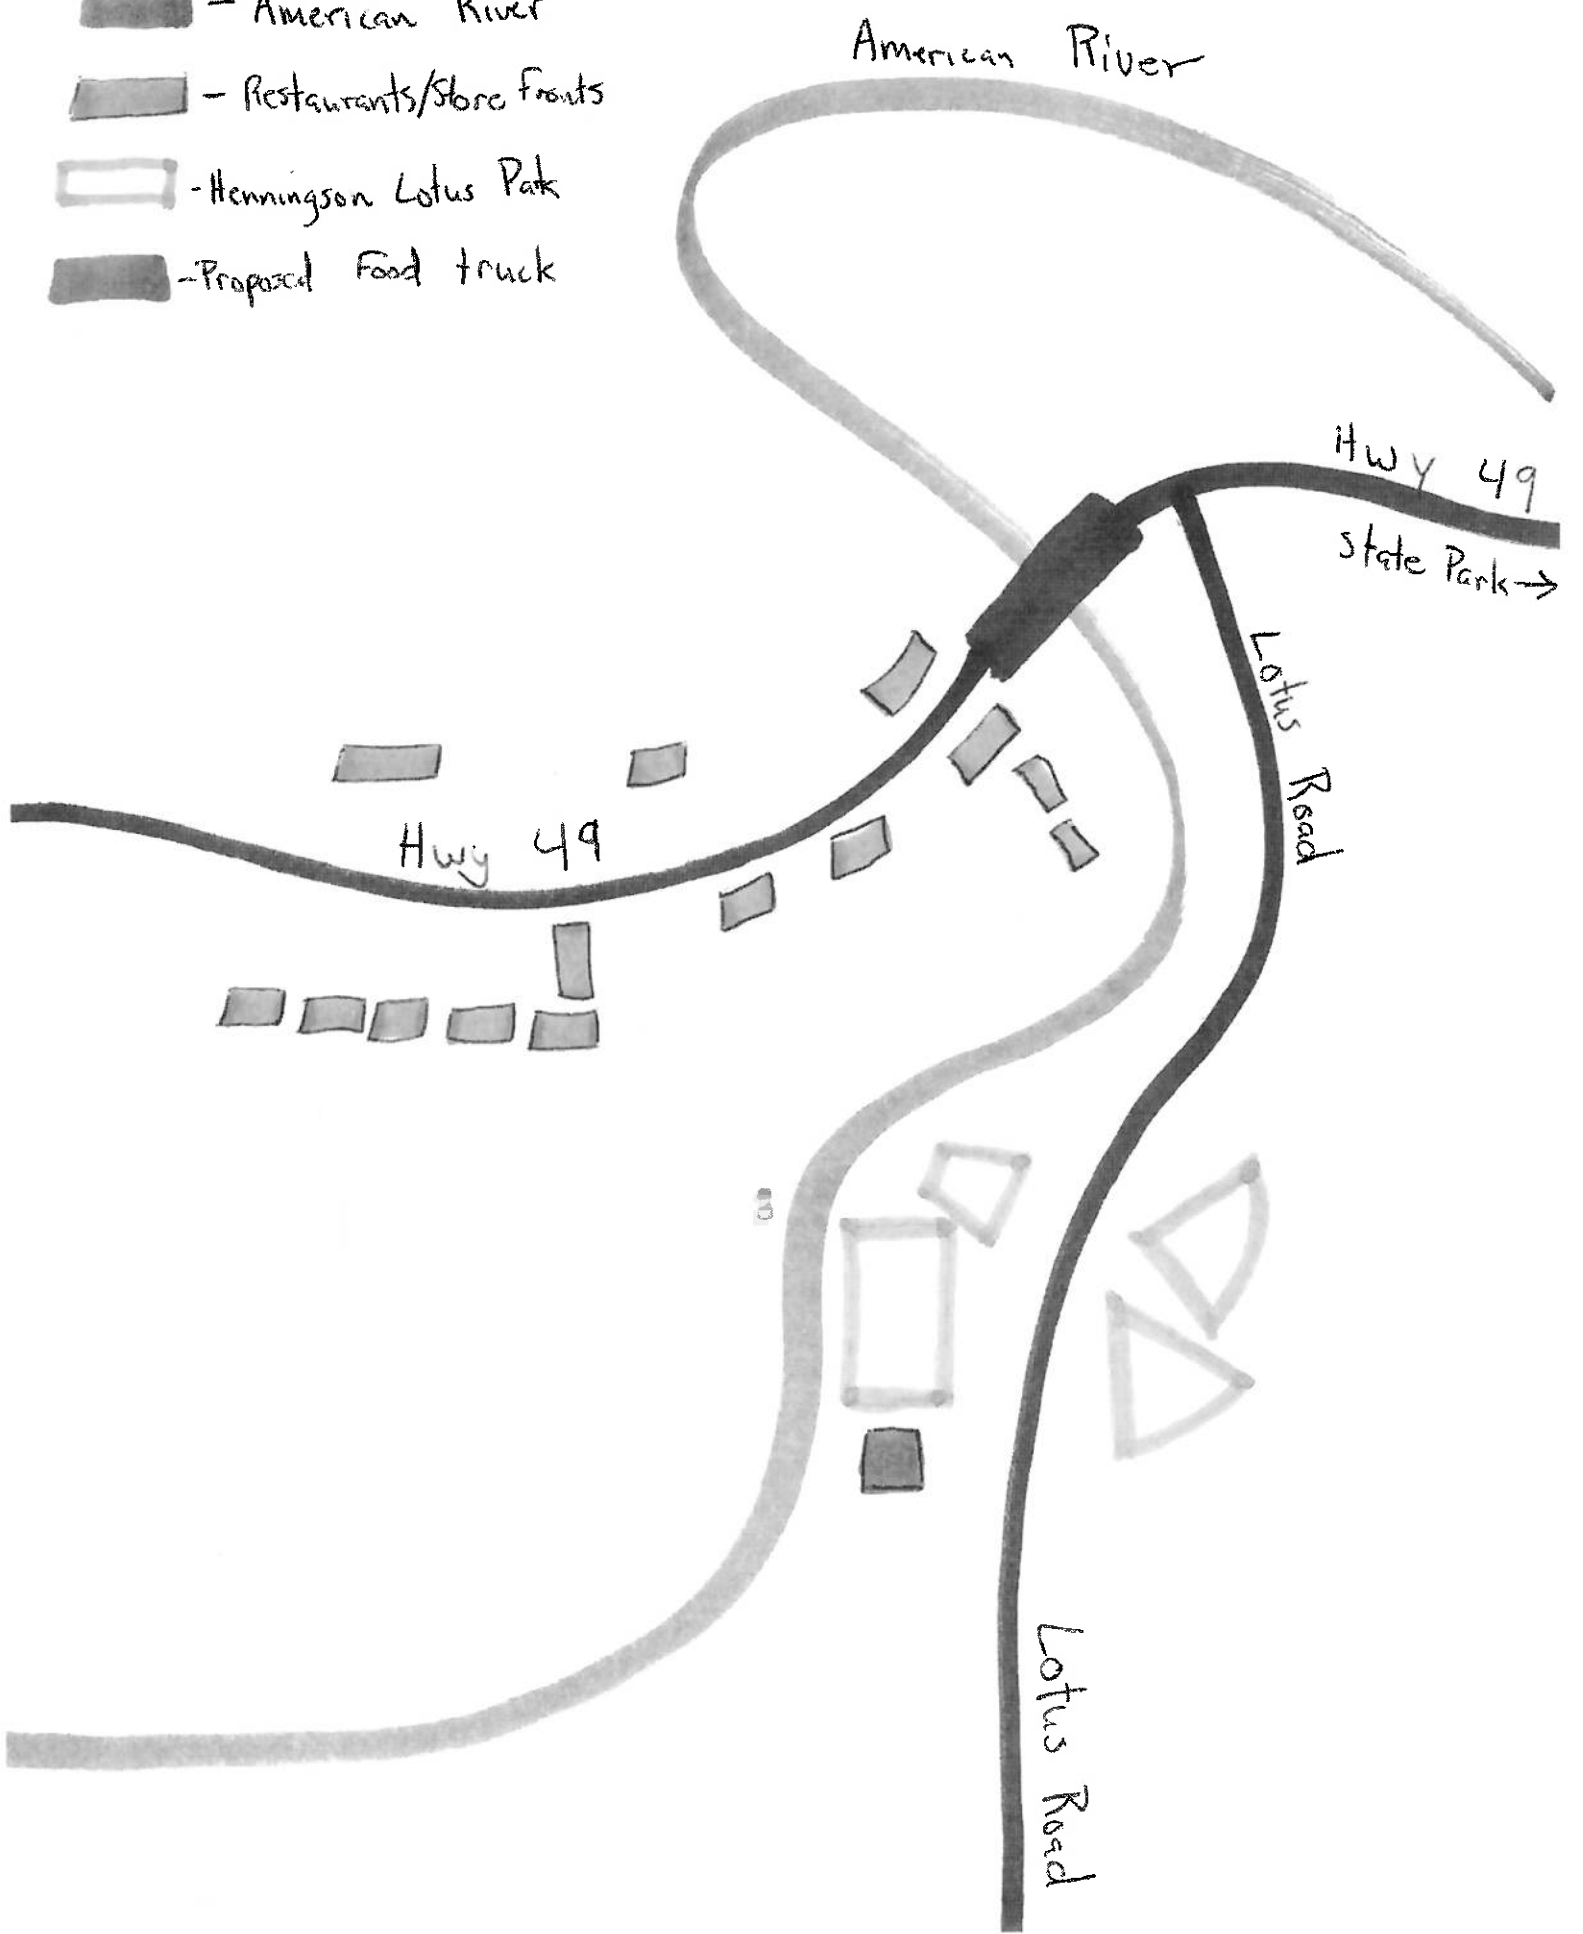 - American River
American River
- Restaurants/Store fronts
- Henningson Lotus Park
- Proposed Food truck
Hwy 49
State Park →
Lotus Road
Hwy 49
Lotus Road